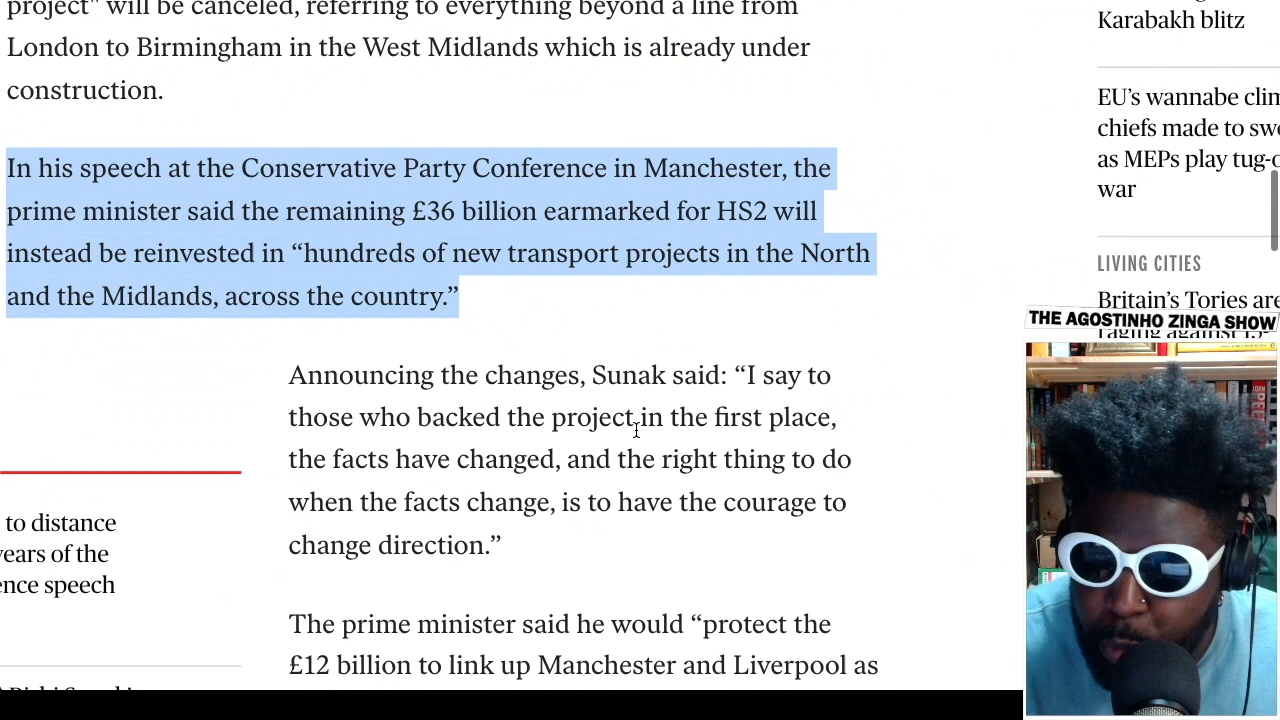 project" will be canceled, referring to everything beyond a line from
London to Birmingham in the West Midlands which is already under
construction.
In his speech at the Conservative Party Conference in Manchester, the
prime minister said the remaining £36 billion earmarked for HS2 will
instead be reinvested in “hundreds of new transport projects in the North
and the Midlands, across the country.”
Announcing the changes, Sunak said: “I say to
those who backed the project in the first place,
the facts have changed, and the right thing to do
when the facts change, is to have the courage to
change direction.”
The prime minister said he would “protect the
£12 billion to link up Manchester and Liverpool as
to distance
years of the
ence speech
Karabakh blitz
EU’s wannabe clim
chiefs made to swe
as MEPs play tug-o
war
LIVING CITIES
Britain’s Tories are
raging against 15-
THE AGOSTINHO ZINGA SHOW